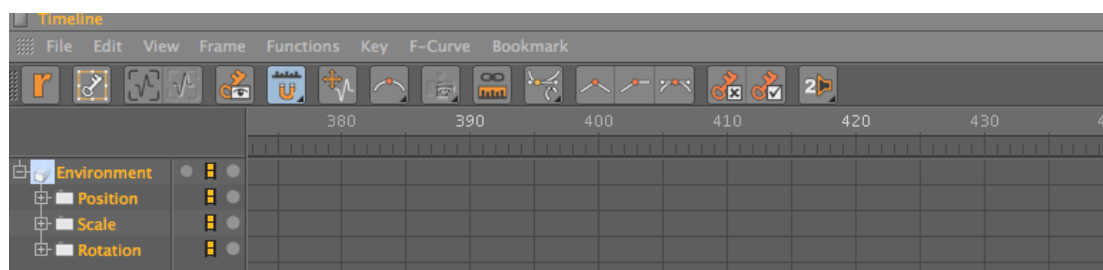 Timeline
File Edit View Frame Functions Key F-Curve Bookmark
2
380 390 400 410 420 430
Environment
Position
Scale
Rotation